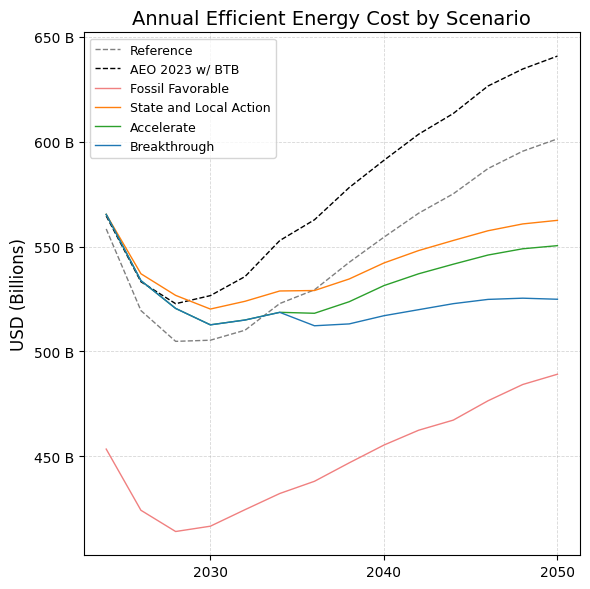 Annual Efficient Energy Cost by Scenario
650 B
600 B
550 B
500 B
450 B
USD (Billions)
Reference
AEO 2023 w/ BTB
Fossil Favorable
State and Local Action
Accelerate
Breakthrough
2030
2040
2050